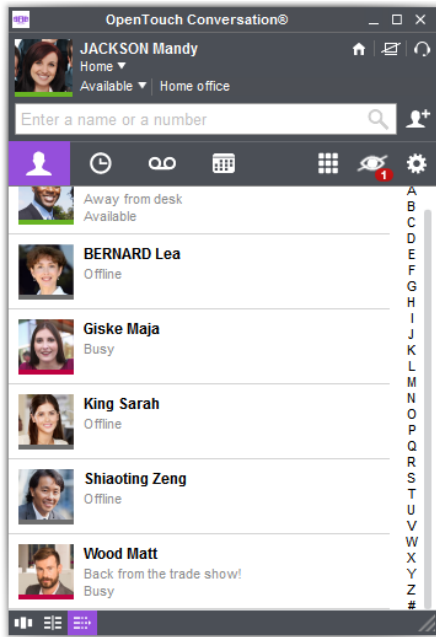 OpenTouch Conversation®
JACKSON Mandy
Home
Available Home office
Enter a name or a number
1
Away from desk
Available
BERNARD Lea
Offline
Giske Maja
Busy
King Sarah
Offline
Shiaoting Zeng
Offline
Wood Matt
Back from the trade show!
Busy
A
B
C
D
E
F
G
H
I
J
K
L
M
N
O
P
Q
R
S
T
U
V
W
X
Y
Z
#